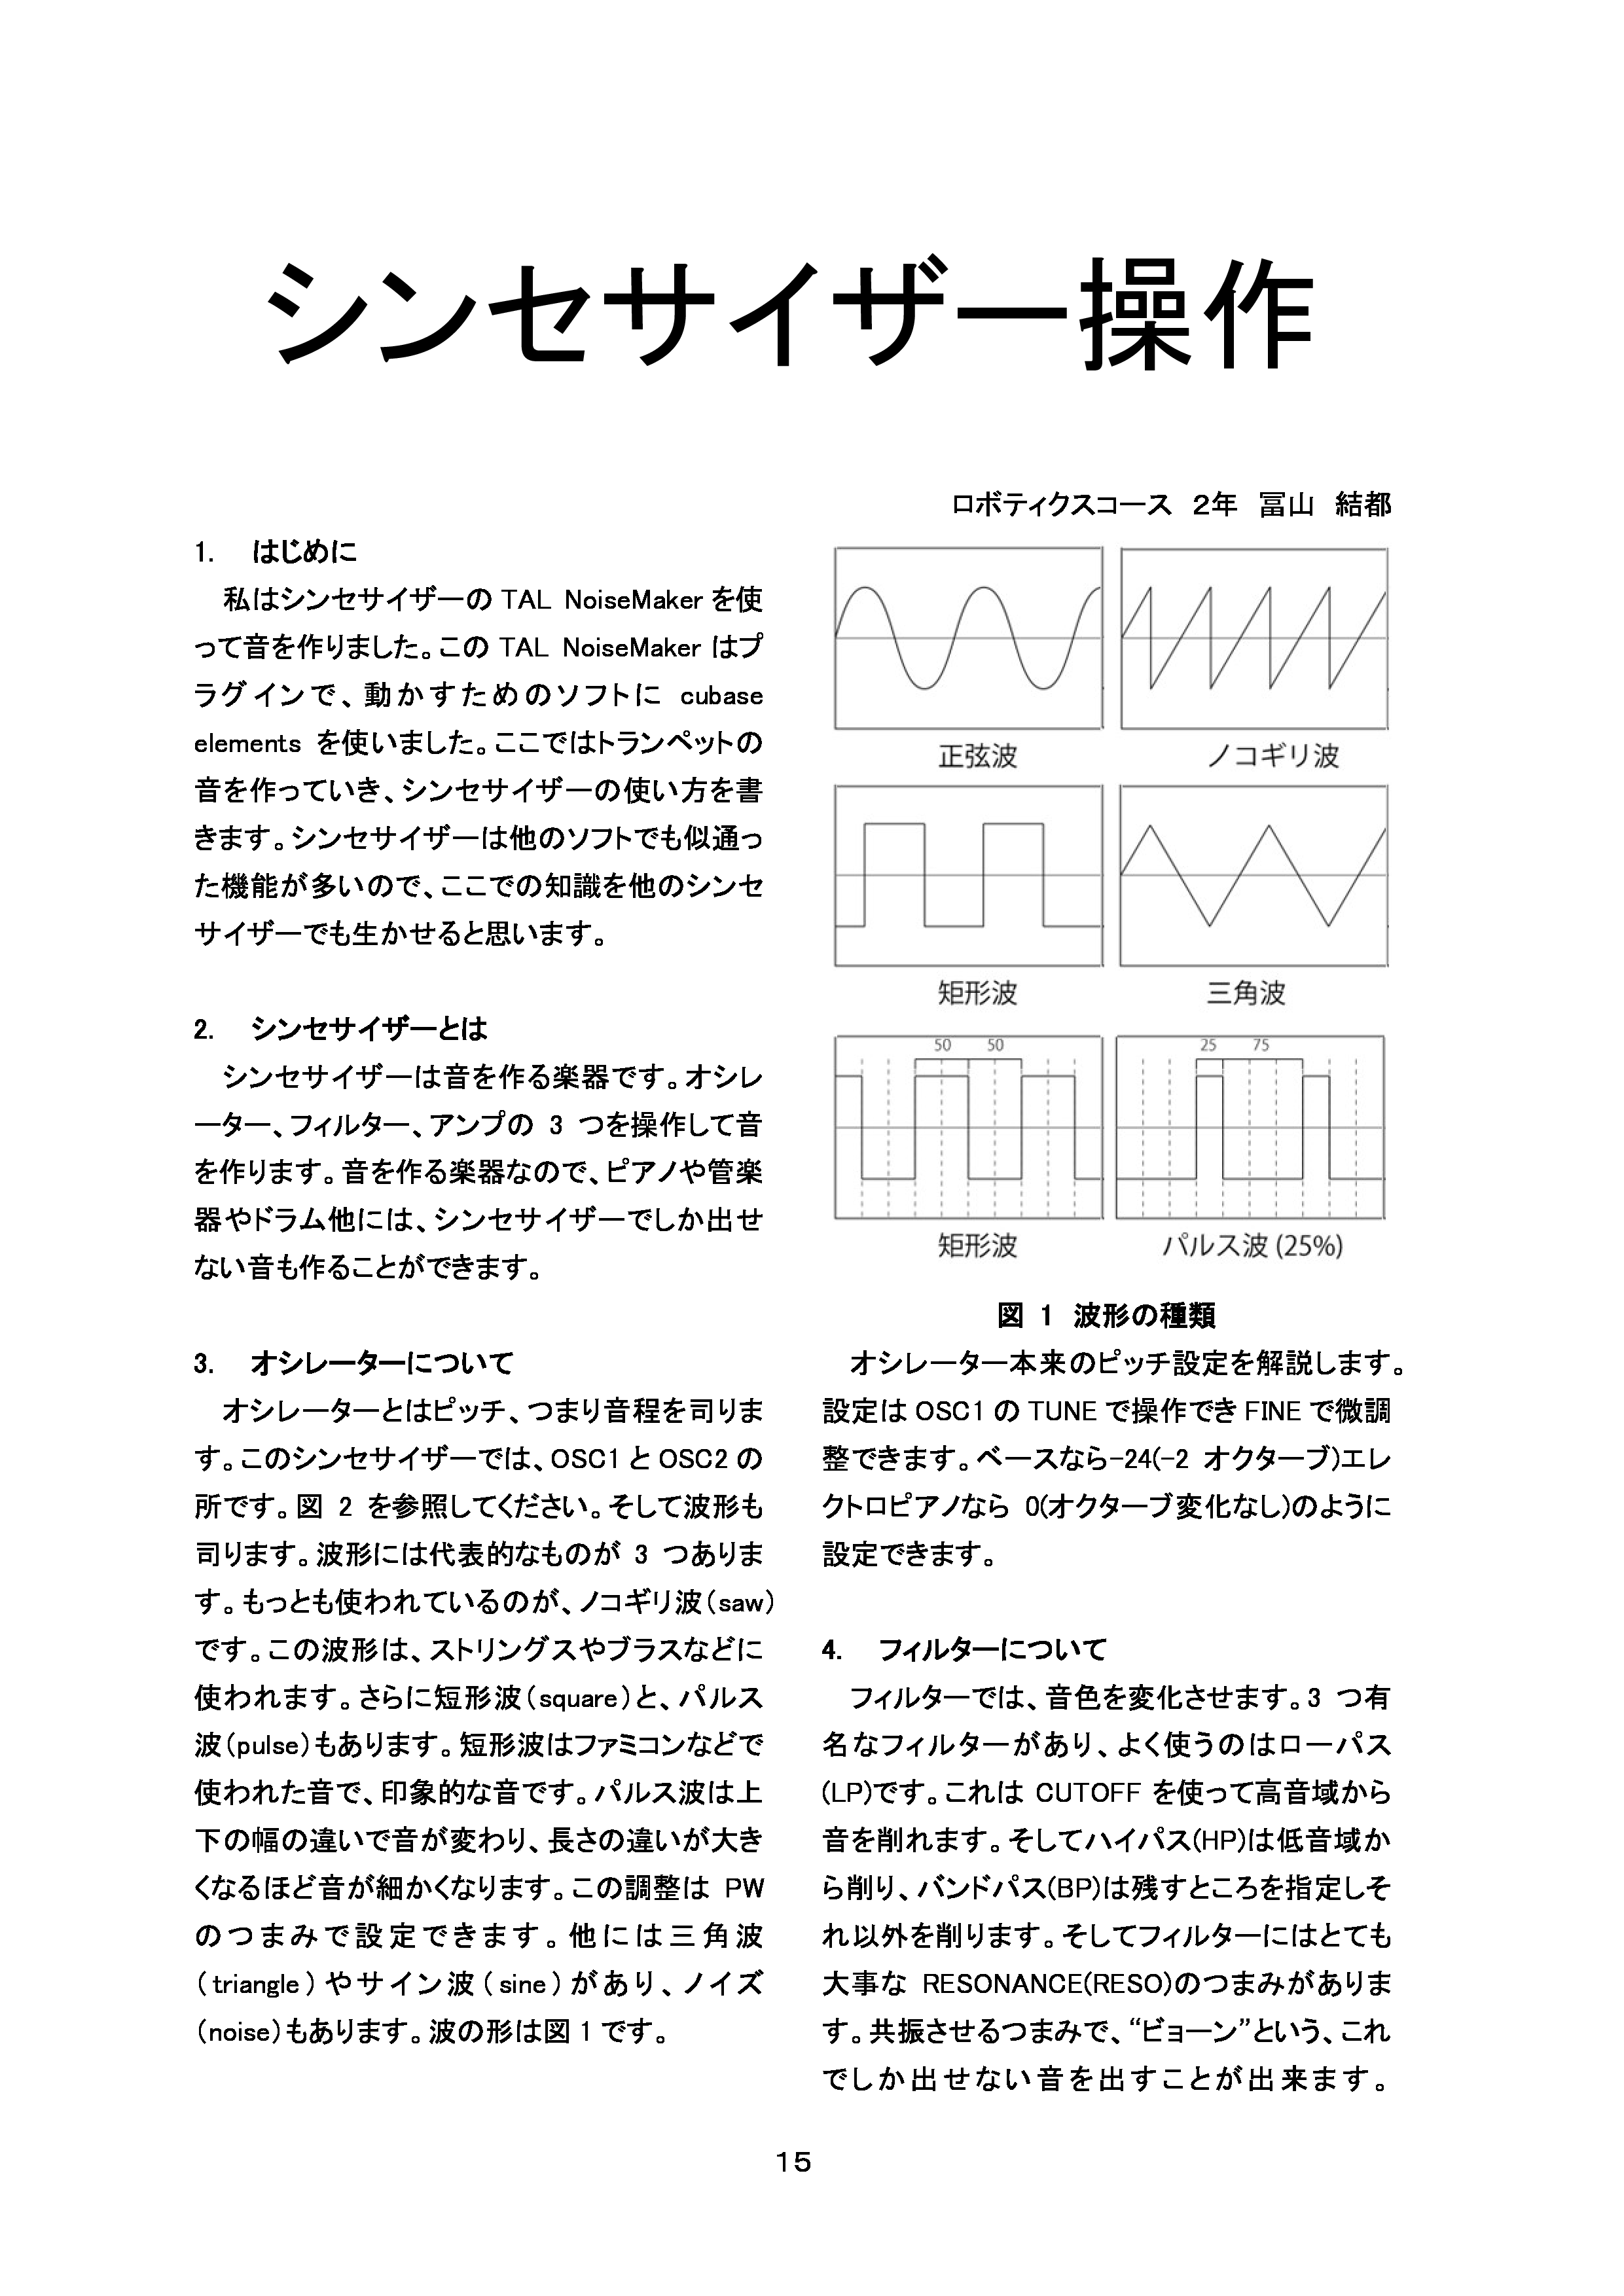 シンセサイザー操作
ロボティクスコース 2年 冨山 結都
1. はじめに
私はシンセサイザーの TAL NoiseMaker を使
って音を作りました。この TAL NoiseMaker はプ
ラグインで、動かすためのソフトに cubase
elements を使いました。ここではトランペットの
音を作っていき、シンセサイザーの使い方を書
きます。シンセサイザーは他のソフトでも似通っ
た機能が多いので、ここでの知識を他のシンセ
サイザーでも生かせると思います。
2. シンセサイザーとは
シンセサイザーは音を作る楽器です。オシレ
ーター、フィルター、アンプの 3 つを操作して音
を作ります。音を作る楽器なので、ピアノや管楽
器やドラム他には、シンセサイザーでしか出せ
ない音も作ることができます。
3. オシレーターについて
オシレーターとはピッチ、つまり音程を司りま
す。このシンセサイザーでは、OSC1 と OSC2 の
所です。図 2 を参照してください。そして波形も
司ります。波形には代表的なものが 3 つありま
す。もっとも使われているのが、ノコギリ波（saw）
です。この波形は、ストリングスやブラスなどに
使われます。さらに短形波（square）と、パルス
波（pulse）もあります。短形波はファミコンなどで
使われた音で、印象的な音です。パルス波は上
下の幅の違いで音が変わり、長さの違いが大き
くなるほど音が細かくなります。この調整は PW
のつまみで設定できます。他には三角波
（triangle）やサイン波（sine）があり、ノイズ
（noise）もあります。波の形は図 1 です。
正弦波 ノコギリ波
矩形波 三角波
50 50 25 75
矩形波 パルス波 (25%)
図 1 波形の種類
オシレーター本来のピッチ設定を解説します。
設定は OSC1 の TUNE で操作でき FINE で微調
整できます。ベースなら-24(-2 オクターブ)エレ
クトロピアノなら 0(オクターブ変化なし)のように
設定できます。
4. フィルターについて
フィルターでは、音色を変化させます。3 つ有
名なフィルターがあり、よく使うのはローパス
(LP)です。これは CUTOFF を使って高音域から
音を削れます。そしてハイパス(HP)は低音域か
ら削り、バンドパス(BP)は残すところを指定しそ
れ以外を削ります。そしてフィルターにはとても
大事な RESONANCE(RESO)のつまみがありま
す。共振させるつまみで、“ビョーン”という、これ
でしか出せない音を出すことが出来ます。
15